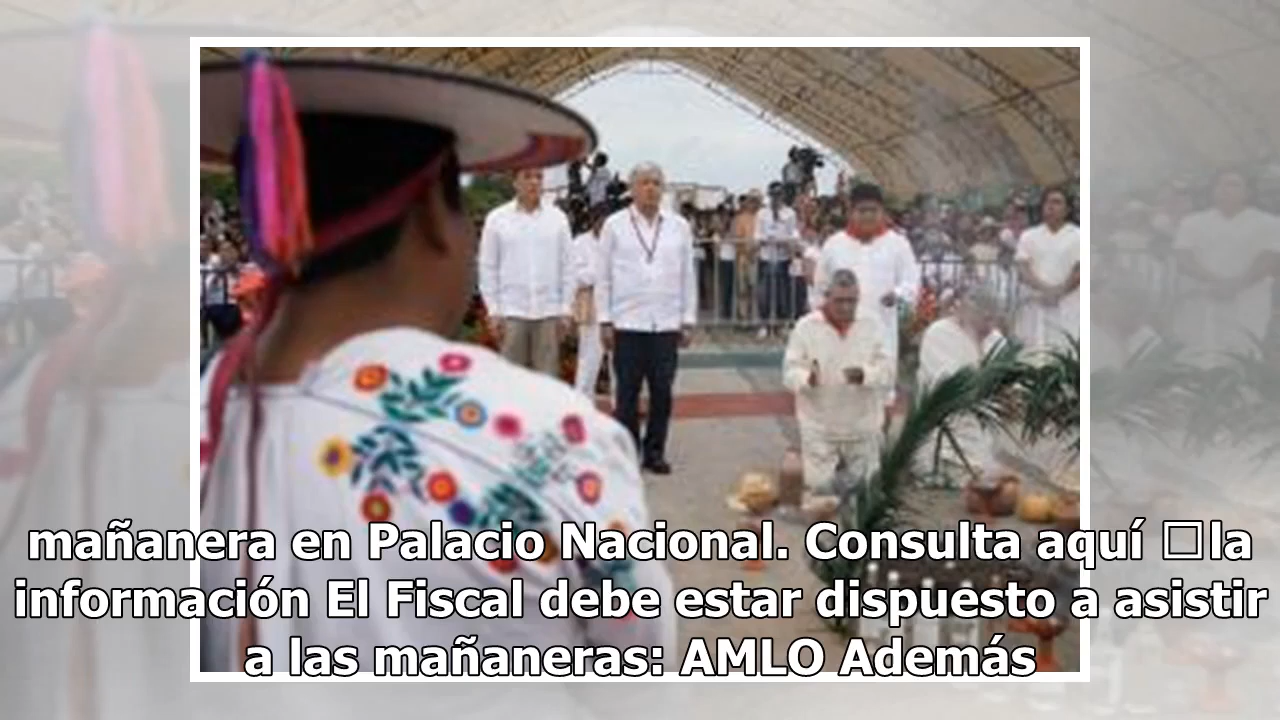 mañanera en Palacio Nacional. Consulta aquí □la
información El Fiscal debe estar dispuesto a asistir
a las mañaneras: AMLO Además